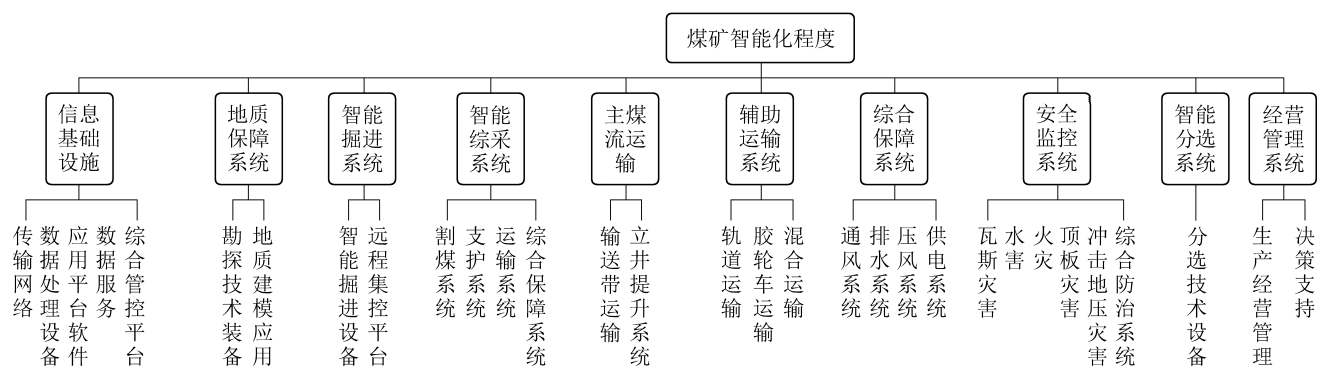 煤矿智能化程度
信息
基础
设施
地质
保障
系统
智能
掘进
系统
智能
综采
系统
主煤
流运
输
辅助
运输
系统
综合
保障
系统
安全
监控
系统
智能
分选
系统
经营
管理
系统
传输网络
数据处理设备
应用平台软件
数据服务
综合管控平台
勘探技术装备
地质建模应用
智能掘进设备
远程集控平台
割煤系统
支护系统
运输系统
综合保障系统
输送带运输
立井提升系统
轨道运输
胶轮车运输
混合运输
通风系统
排水系统
压风系统
供电系统
瓦斯灾害
水害
火灾
顶板灾害
冲击地压灾害
综合防治系统
分选技术设备
生产经营管理
决策支持